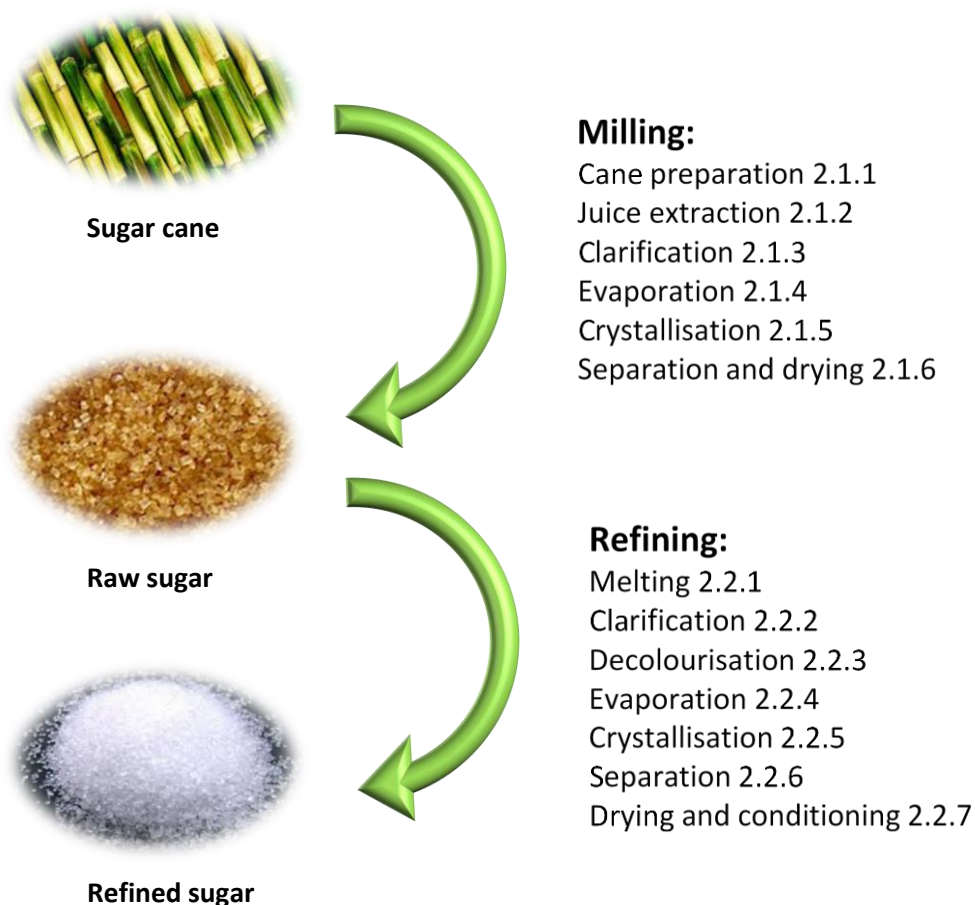 Sugar cane
Milling:
Cane preparation 2.1.1
Juice extraction 2.1.2
Clarification 2.1.3
Evaporation 2.1.4
Crystallisation 2.1.5
Separation and drying 2.1.6
Raw sugar
Refining:
Melting 2.2.1
Clarification 2.2.2
Decolourisation 2.2.3
Evaporation 2.2.4
Crystallisation 2.2.5
Separation 2.2.6
Drying and conditioning 2.2.7
Refined sugar